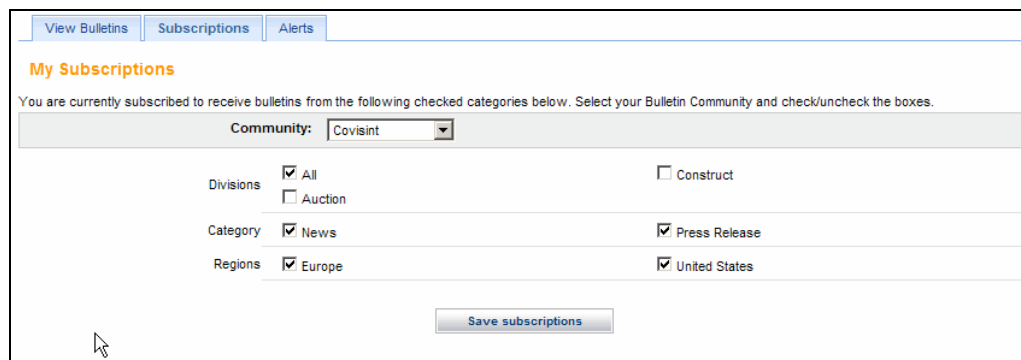 View Bulletins Subscriptions Alerts
My Subscriptions
You are currently subscribed to receive bulletins from the following checked categories below. Select your Bulletin Community and check/uncheck the boxes.
Community: Covisint
Divisions All Construct
Auction
Category News Press Release
Regions Europe United States
Save subscriptions